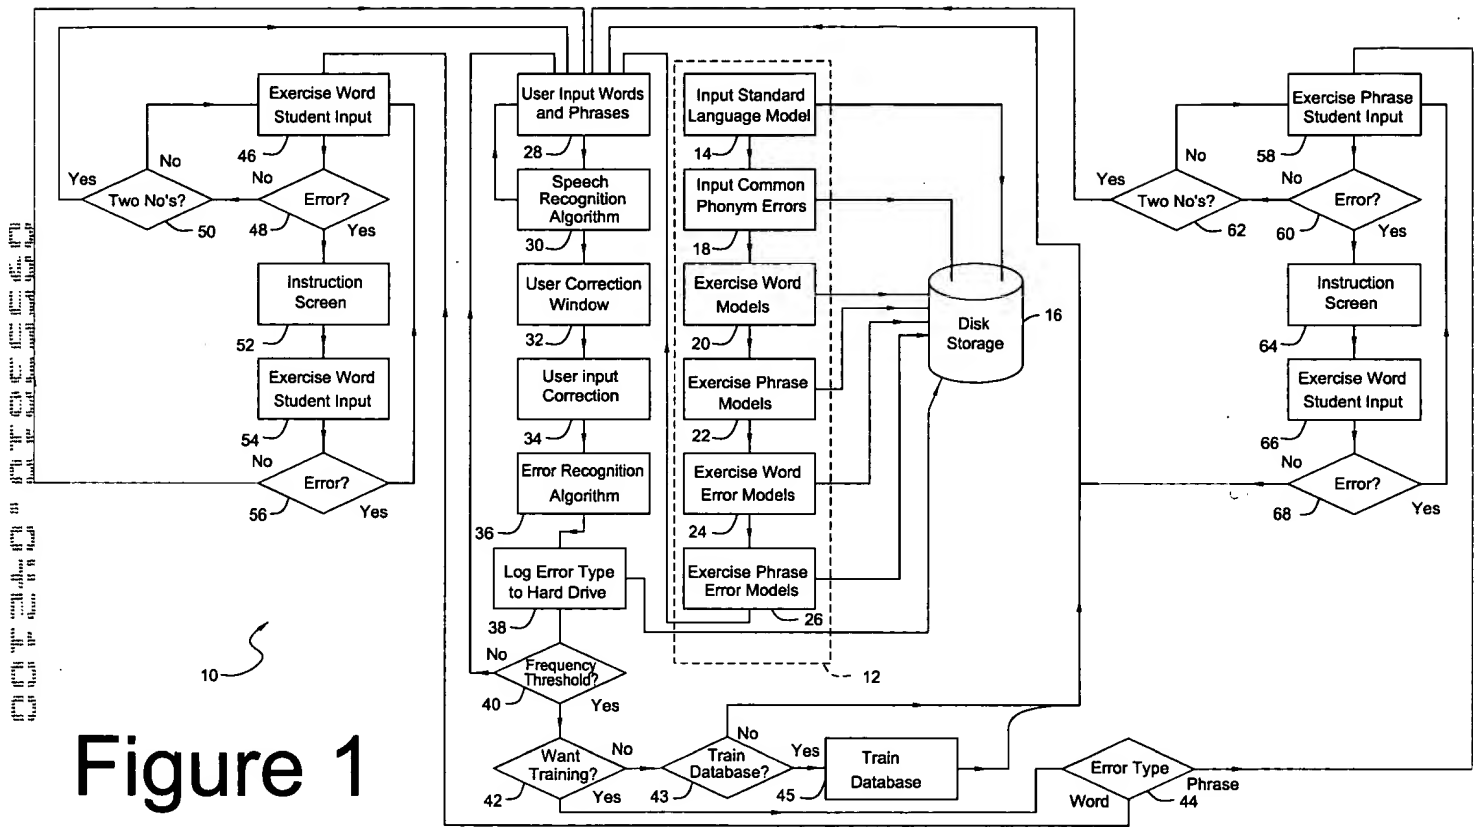 Exercise Word
Student Input
46
No
Yes
Two No's?
50
No
Error?
48
Yes
Instruction
Screen
52
Exercise Word
Student Input
54
No
Error?
56
Yes
10
Figure 1
User Input Words
and Phrases
28
Speech
Recognition
Algorithm
30
User Correction
Window
32
User input
Correction
34
Error Recognition
Algorithm
36
Log Error Type
to Hard Drive
38
No
Frequency
Threshold?
40
Yes
Want
Training?
42
No
Yes
Train
Database?
43
No
Yes
Train
Database
45
Input Standard
Language Model
14
Input Common
Phonym Errors
18
Exercise Word
Models
20
Exercise Phrase
Models
22
Exercise Word
Error Models
24
Exercise Phrase
Error Models
26
12
Disk
Storage
16
Exercise Phrase
Student Input
58
No
Yes
Two No's?
62
No
Error?
60
Yes
Instruction
Screen
64
Exercise Word
Student Input
66
No
Error?
68
Yes
Error Type
Word
44
Phrase